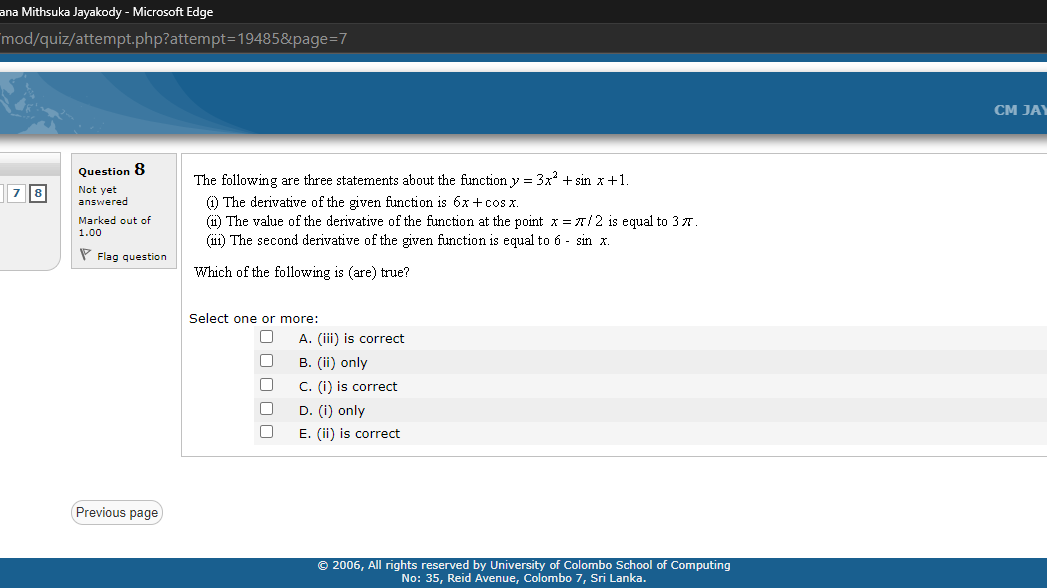 ana Mithsuka Jayakody - Microsoft Edge
/mod/quiz/attempt.php?attempt=19485&page=7
CM JAY
7 8
Question 8
Not yet
answered
Marked out of
1.00
Flag question
The following are three statements about the function y = 3x² + sin x + 1.
(i) The derivative of the given function is 6x + cos x.
(ii) The value of the derivative of the function at the point x = π / 2 is equal to 3 π .
(iii) The second derivative of the given function is equal to 6 - sin x.
Which of the following is (are) true?
Select one or more:
A. (iii) is correct
B. (ii) only
C. (i) is correct
D. (i) only
E. (ii) is correct
Previous page
© 2006, All rights reserved by University of Colombo School of Computing
No: 35, Reid Avenue, Colombo 7, Sri Lanka.